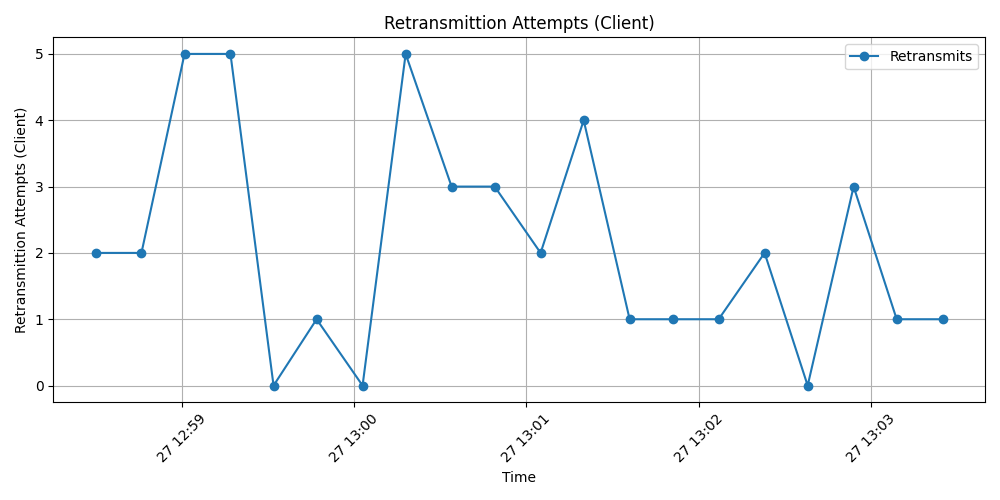 Retransmittion Attempts (Client)
Retransmits
Retransmittion Attempts (Client)
5
4
3
2
1
0
27 12:59
27 13:00
27 13:01
27 13:02
27 13:03
Time